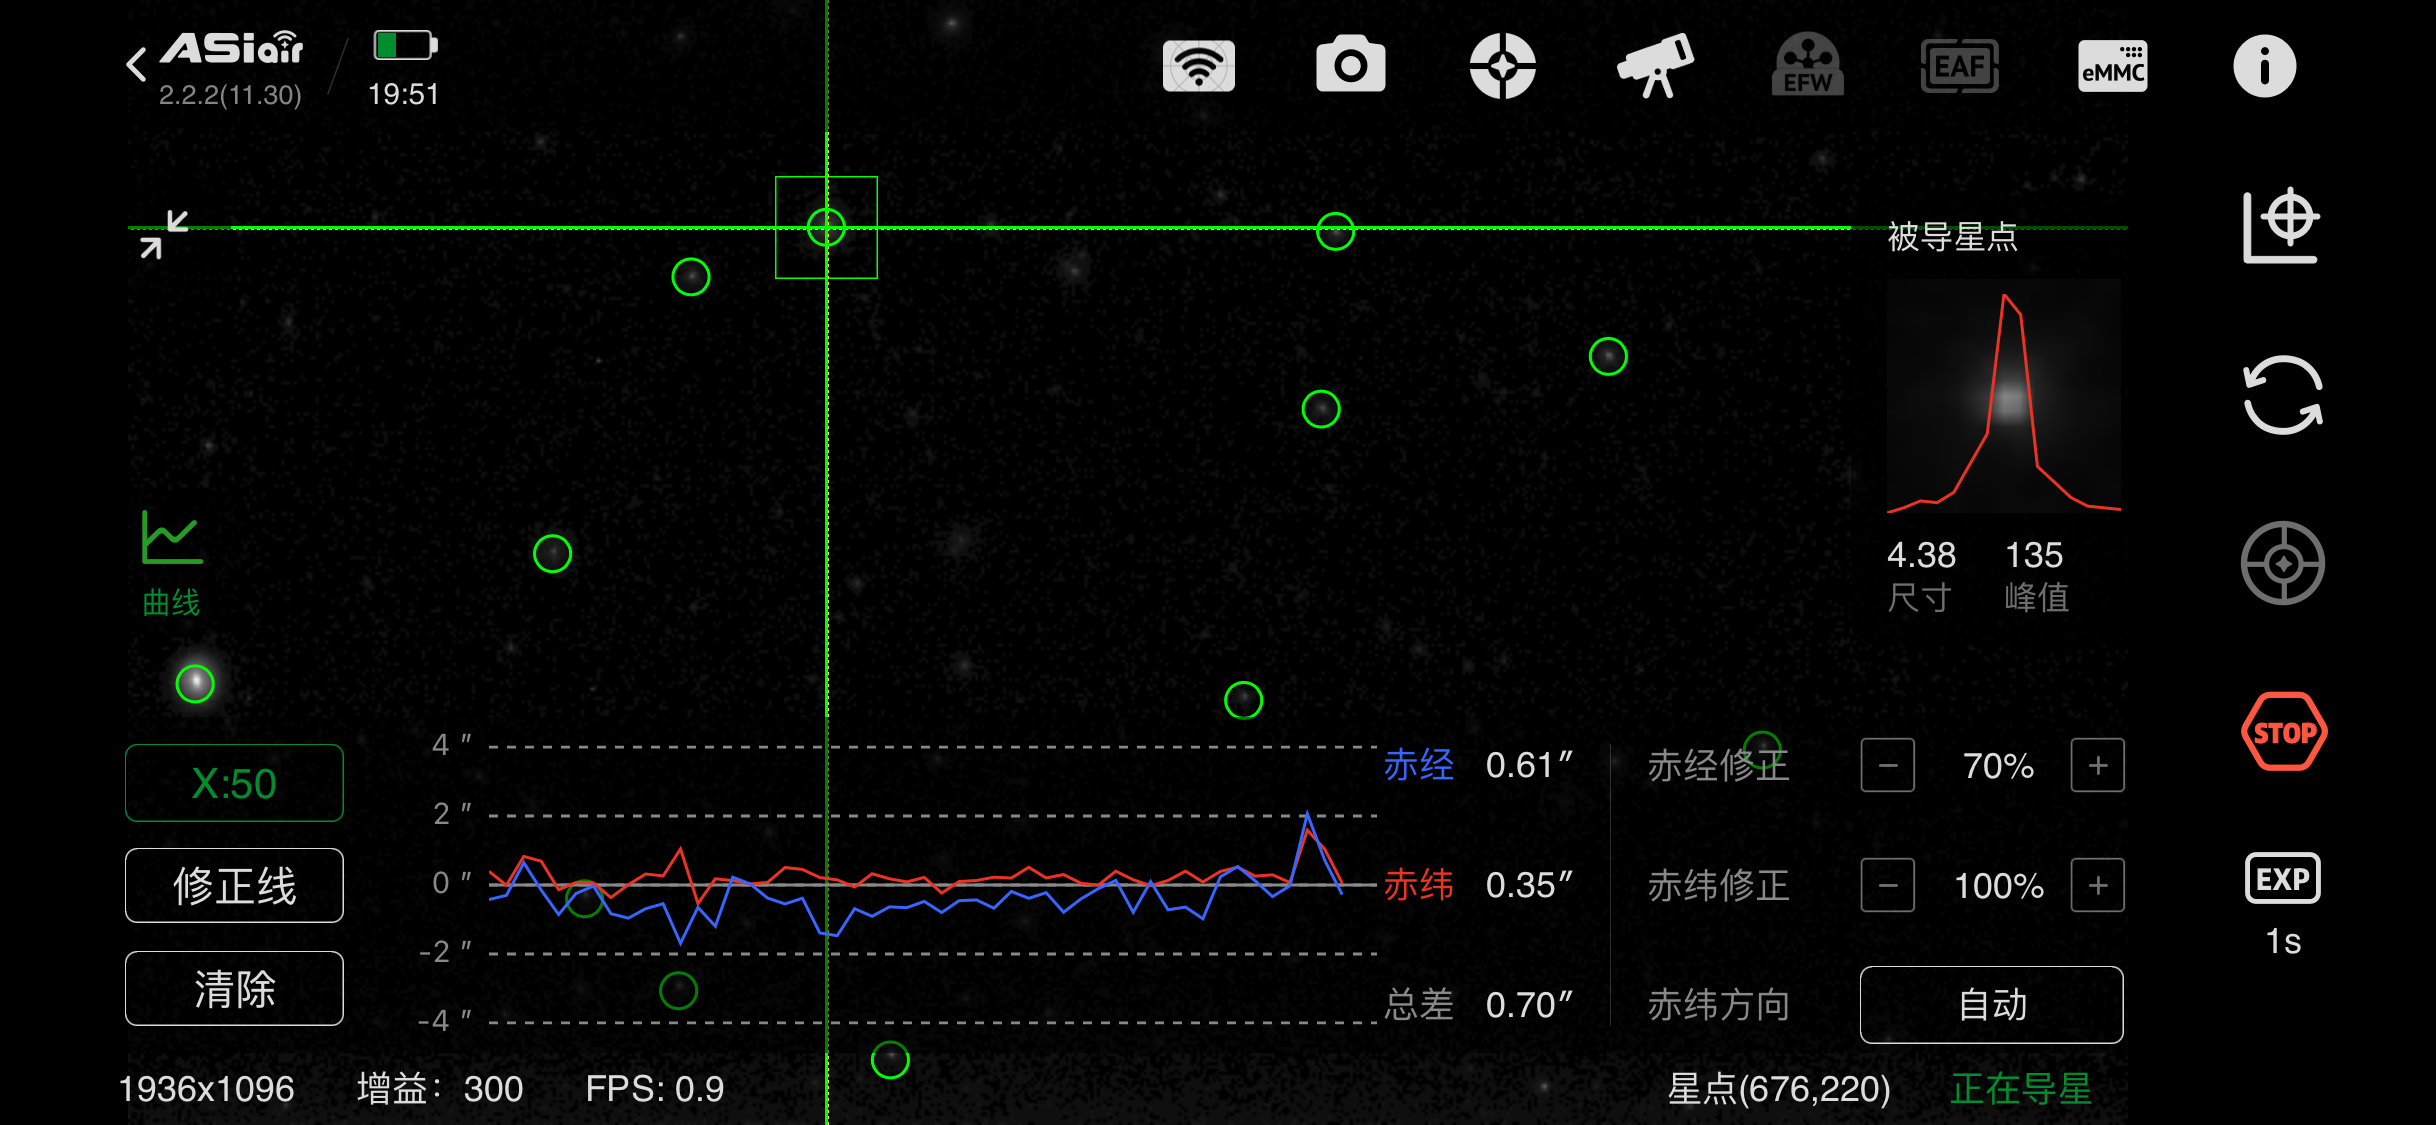 ASiair
2.2.2(11.30)
19:51
EFW
EAF
eMMC
被导星点
4.38
135
尺寸
峰值
曲线
X:50
修正线
清除
4 "
2 "
0 "
-2 "
-4 "
赤经 0.61"
赤纬 0.35"
总差 0.70"
赤经修正 − 70% +
赤纬修正 − 100% +
赤纬方向 自动
STOP
EXP
1s
1936x1096
增益: 300
FPS: 0.9
星点(676,220)
正在导星